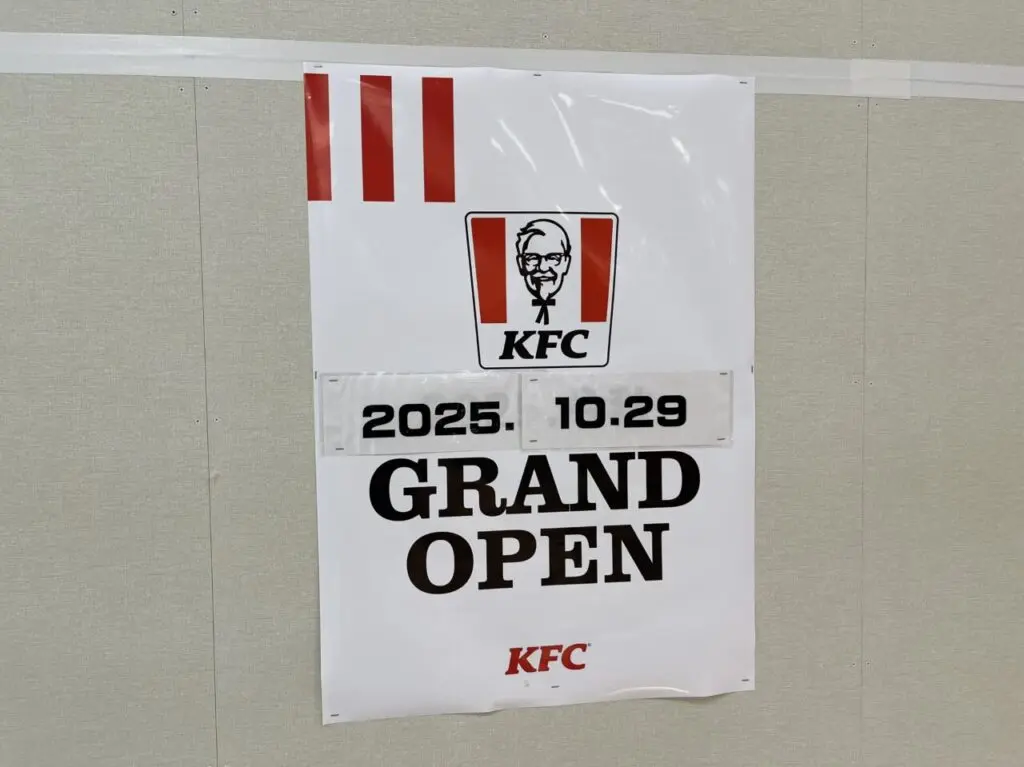 KFC
2025. 10.29
GRAND
OPEN
KFC